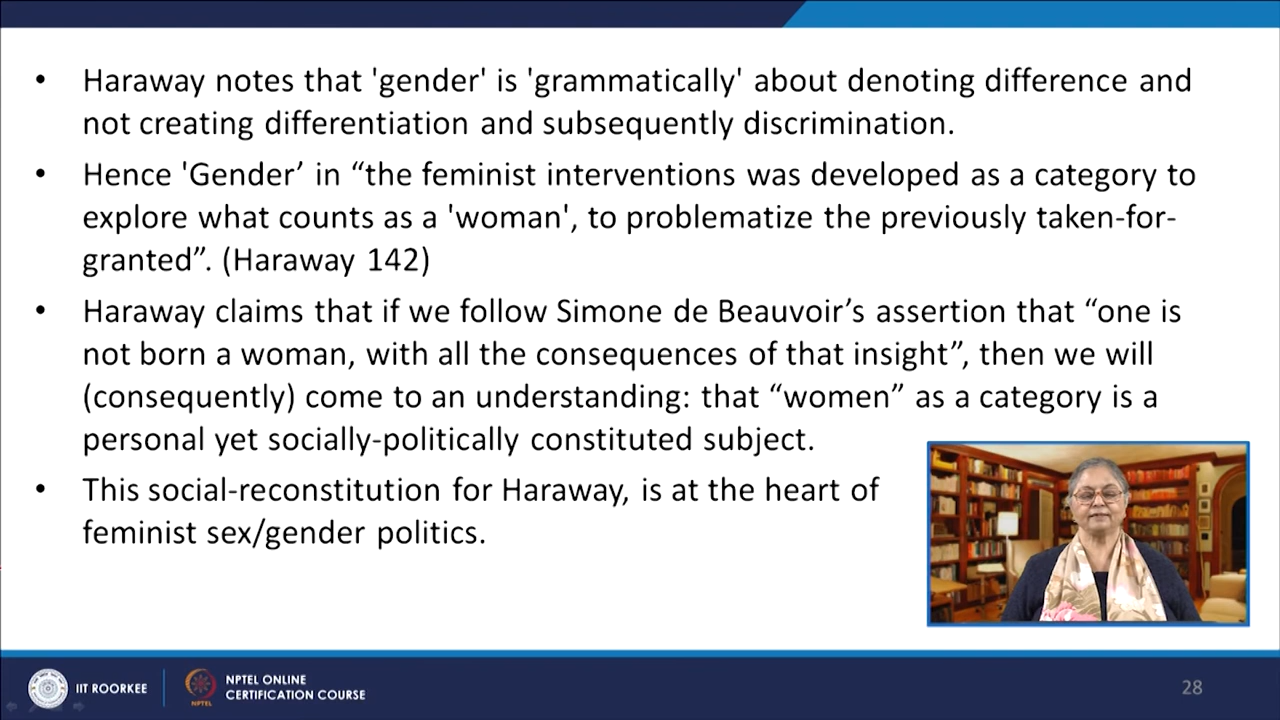 • Haraway notes that 'gender' is 'grammatically' about denoting difference and
not creating differentiation and subsequently discrimination.
• Hence 'Gender’ in “the feminist interventions was developed as a category to
explore what counts as a 'woman', to problematize the previously taken-for-
granted”. (Haraway 142)
• Haraway claims that if we follow Simone de Beauvoir’s assertion that “one is
not born a woman, with all the consequences of that insight”, then we will
(consequently) come to an understanding: that “women” as a category is a
personal yet socially-politically constituted subject.
• This social-reconstitution for Haraway, is at the heart of
feminist sex/gender politics.
IIT ROORKEE
NPTEL
NPTEL ONLINE
CERTIFICATION COURSE
28